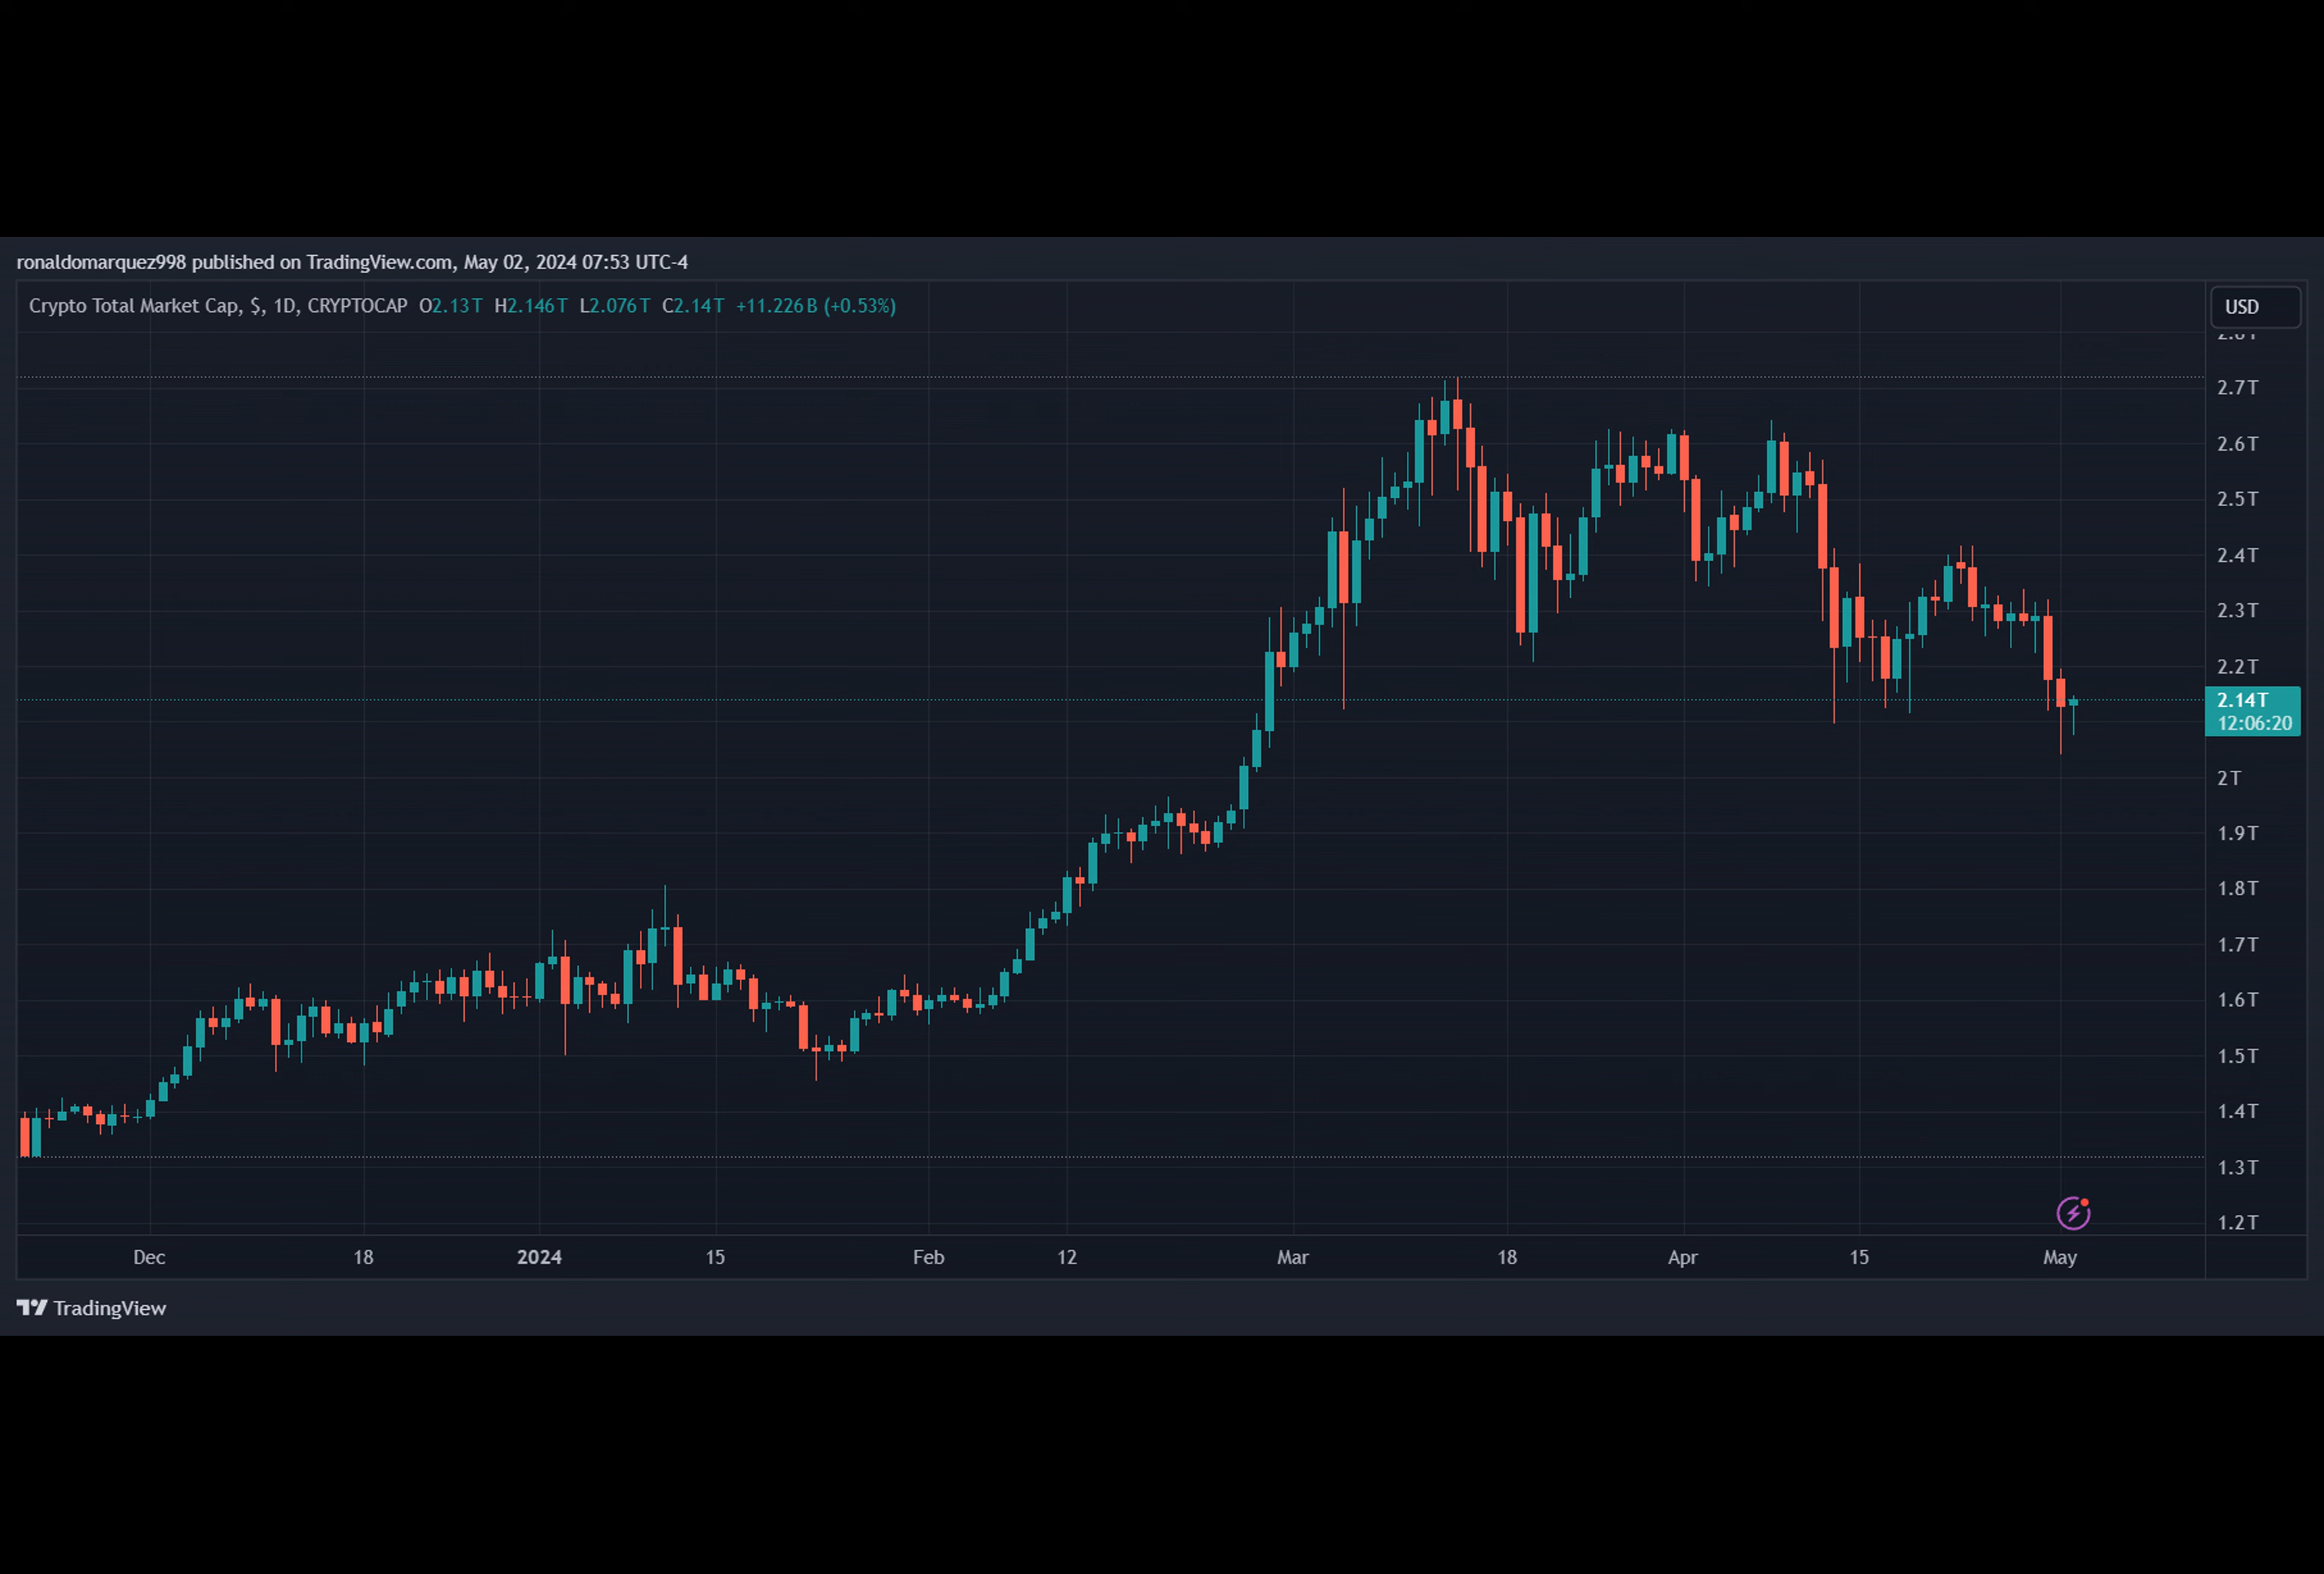 ronaldomarquez998 published on TradingView.com, May 02, 2024 07:53 UTC-4
Crypto Total Market Cap, $, 1D, CRYPTOCAP O2.13T H2.146T L2.076T C2.14T +11.226B (+0.53%)
USD
2.7T
2.6T
2.5T
2.4T
2.3T
2.2T
2.14T
12:06:20
2T
1.9T
1.8T
1.7T
1.6T
1.5T
1.4T
1.3T
1.2T
Dec 18 2024 15 Feb 12 Mar 18 Apr 15 May
TradingView